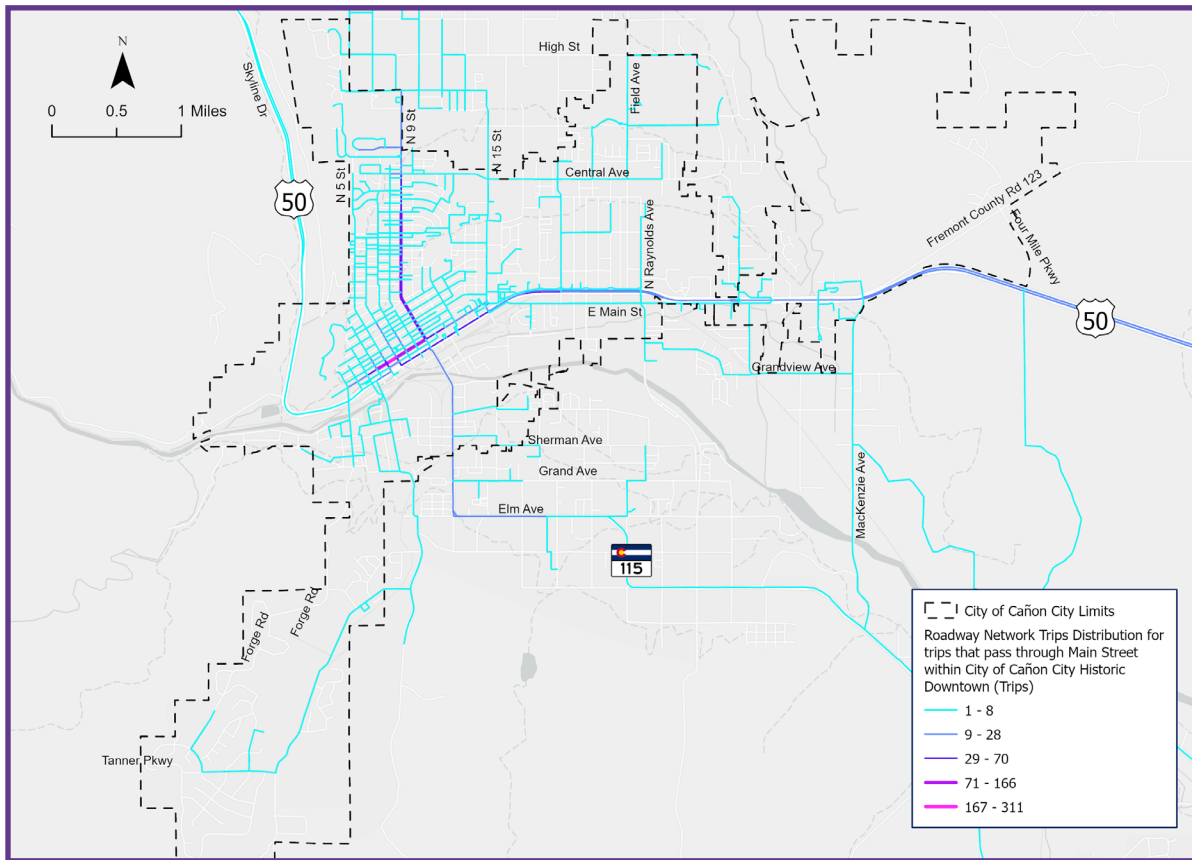 N
0 0.5 1 Miles
Skyline Dr
50
High St
Field Ave
N 9 St
N 15 St
N 5 St
Central Ave
N Raynolds Ave
Fremont County Rd 123
Four Mile Pkwy
E Main St
50
Grandview Ave
Sherman Ave
Grand Ave
Elm Ave
MacKenzie Ave
115
Forge Rd
Forge Rd
Tanner Pkwy
City of Cañon City Limits
Roadway Network Trips Distribution for
trips that pass through Main Street
within City of Cañon City Historic
Downtown (Trips)
1 - 8
9 - 28
29 - 70
71 - 166
167 - 311